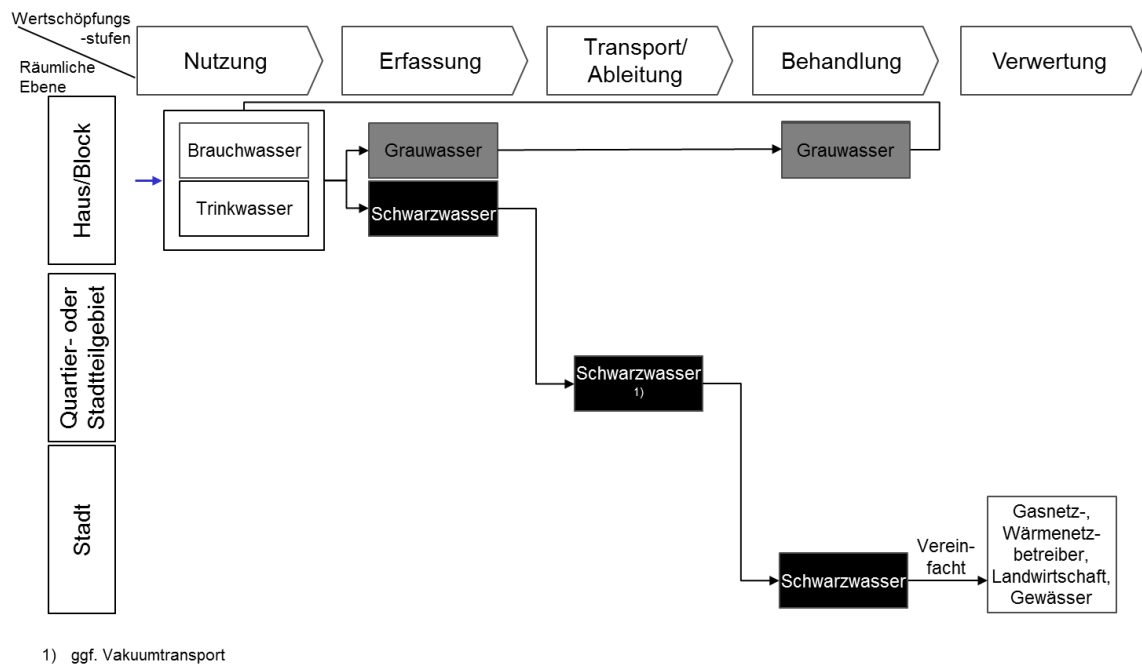 Wertschöpfungs
-stufen
Räumliche
Ebene
Nutzung
Erfassung
Transport/
Ableitung
Behandlung
Verwertung
Haus/Block
Brauchwasser
Trinkwasser
Grauwasser
Schwarzwasser
Grauwasser
Quartier- oder
Stadtteilgebiet
Schwarzwasser
1)
Stadt
Schwarzwasser
Verein-
facht
Gasnetz-,
Wärmenetz-
betreiber,
Landwirtschaft,
Gewässer
1) ggf. Vakuumtransport